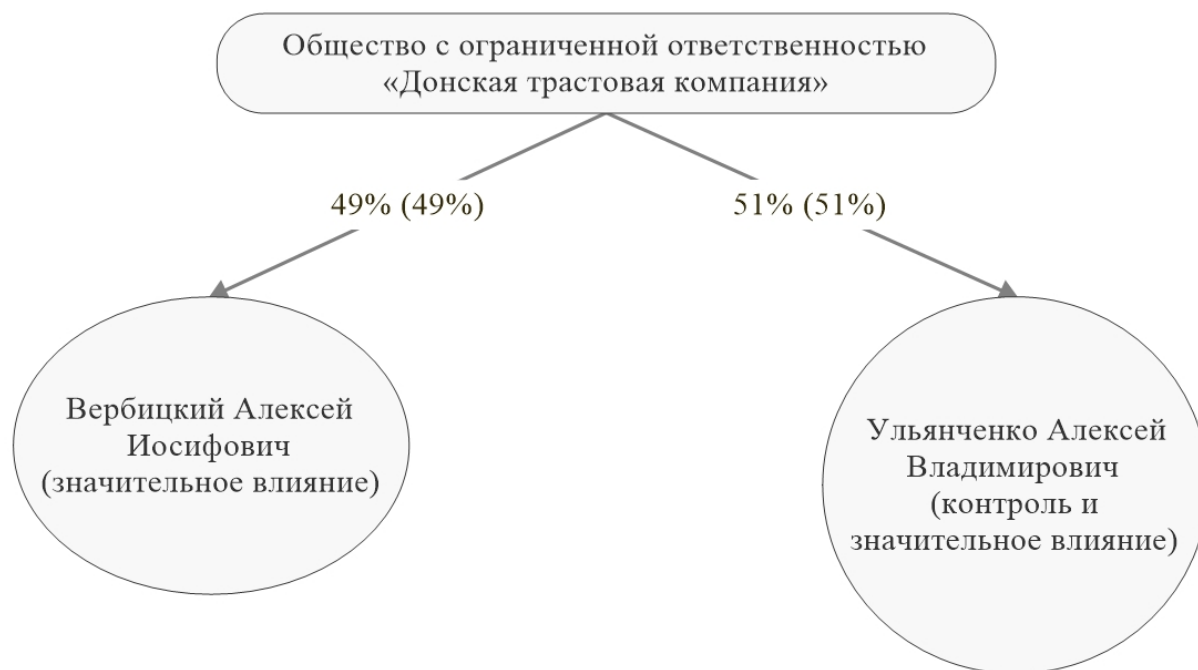 Общество с ограниченной ответственностью
«Донская трастовая компания»
49% (49%)
51% (51%)
Вербицкий Алексей
Иосифович
(значительное влияние)
Ульянченко Алексей
Владимирович
(контроль и
значительное влияние)